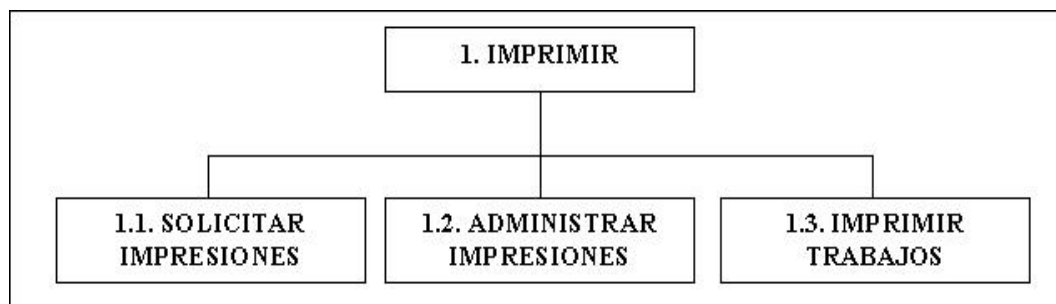 1. IMPRIMIR
1.1. SOLICITAR
IMPRESIONES
1.2. ADMINISTRAR
IMPRESIONES
1.3. IMPRIMIR
TRABAJOS